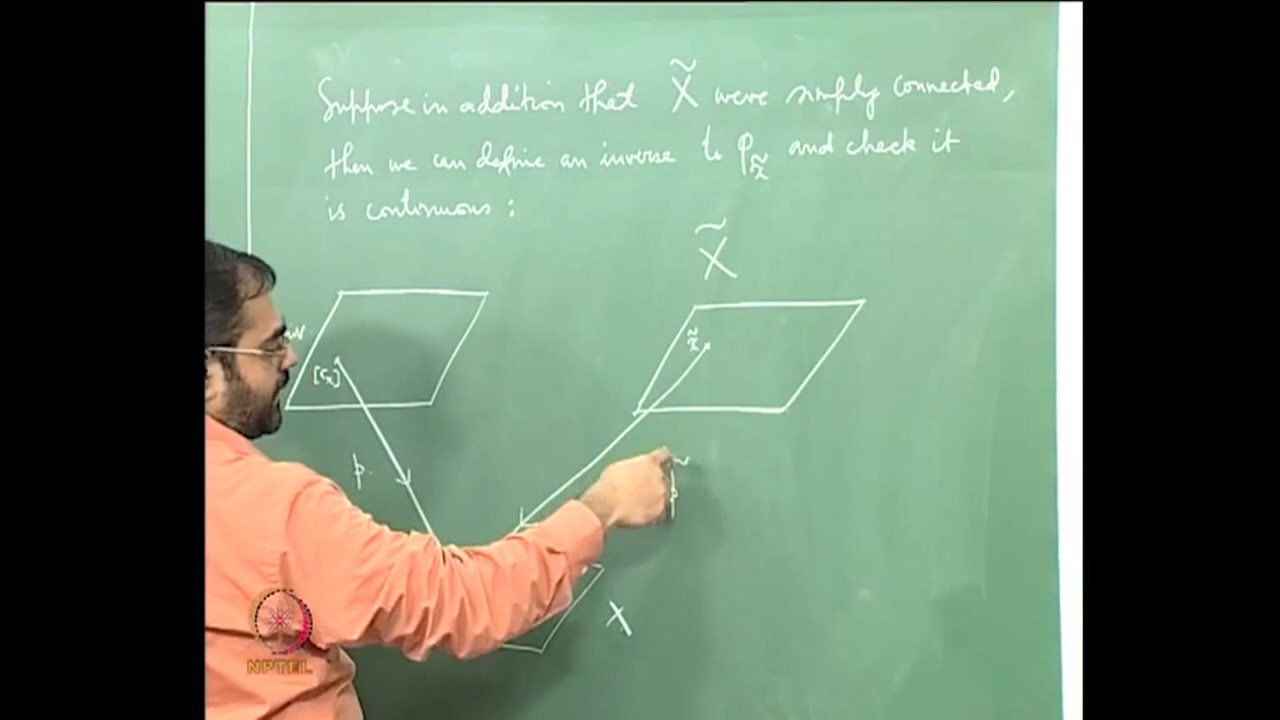 Suppose in addition that X̃ were simply connected,
then we can define an inverse to φ_x̃ and check it
is continuous :
X̃
x̃
[c_x]
p
p̃
X
NPTEL